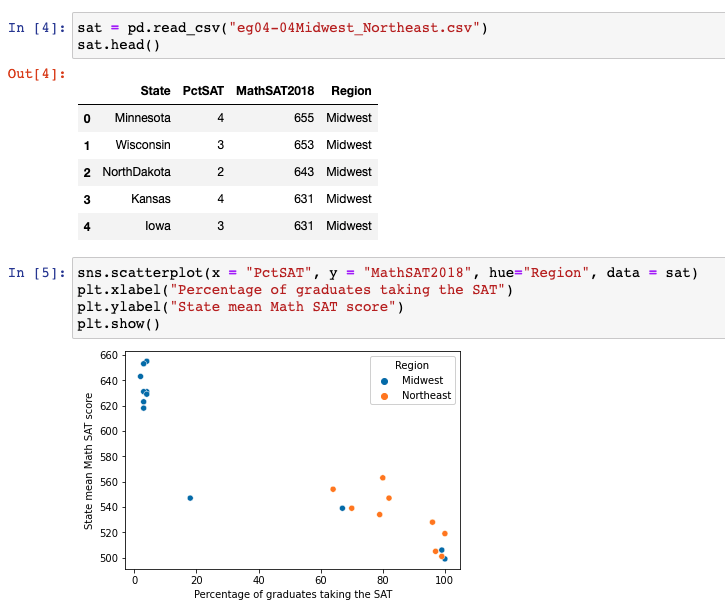 In [4]: sat = pd.read_csv("eg04-04Midwest_Northeast.csv")
sat.head()
Out[4]:
State PctSAT MathSAT2018 Region
0 Minnesota 4 655 Midwest
1 Wisconsin 3 653 Midwest
2 NorthDakota 2 643 Midwest
3 Kansas 4 631 Midwest
4 Iowa 3 631 Midwest
In [5]: sns.scatterplot(x = "PctSAT", y = "MathSAT2018", hue="Region", data = sat)
plt.xlabel("Percentage of graduates taking the SAT")
plt.ylabel("State mean Math SAT score")
plt.show()
Region
Midwest
Northeast
State mean Math SAT score
660
640
620
600
580
560
540
520
500
0 20 40 60 80 100
Percentage of graduates taking the SAT